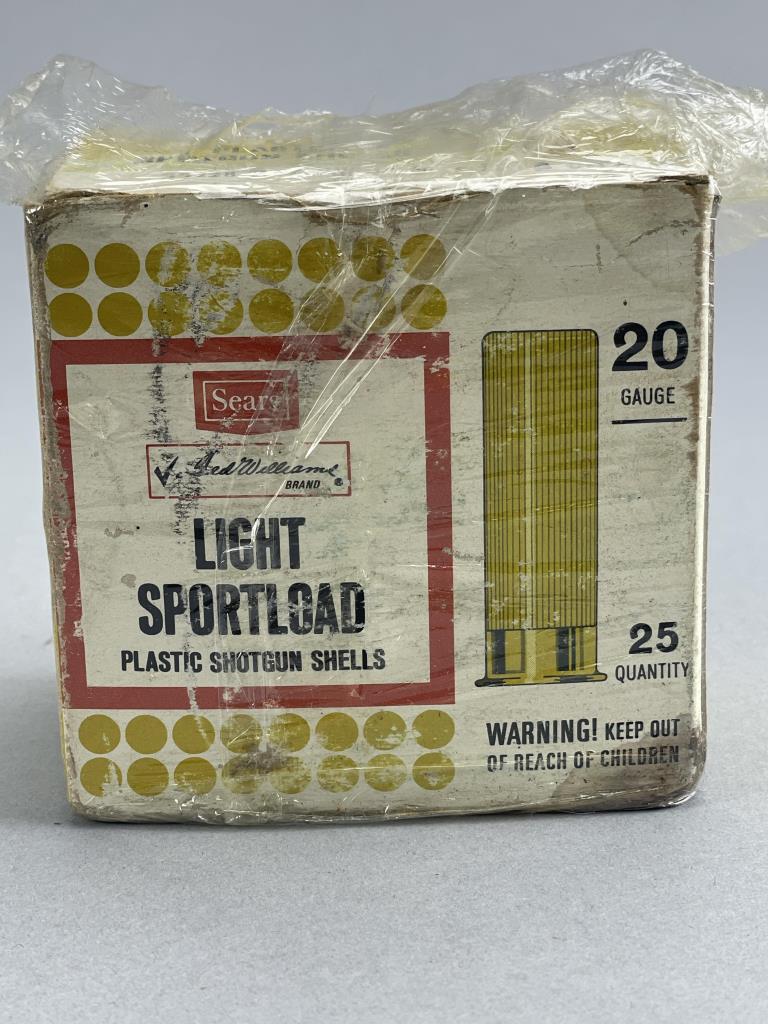 Sears
Ted Williams
BRAND ®
LIGHT
SPORTLOAD
PLASTIC SHOTGUN SHELLS
20
GAUGE
25
QUANTITY
WARNING! KEEP OUT
OF REACH OF CHILDREN